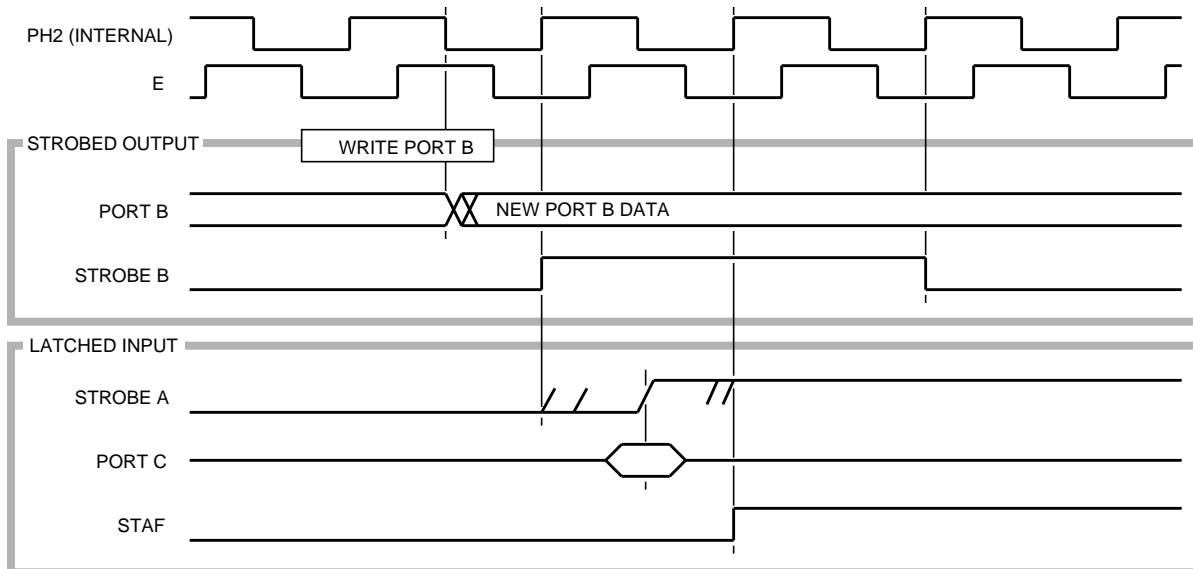 PH2 (INTERNAL)
E
STROBED OUTPUT
WRITE PORT B
PORT B
NEW PORT B DATA
STROBE B
LATCHED INPUT
STROBE A
PORT C
STAF